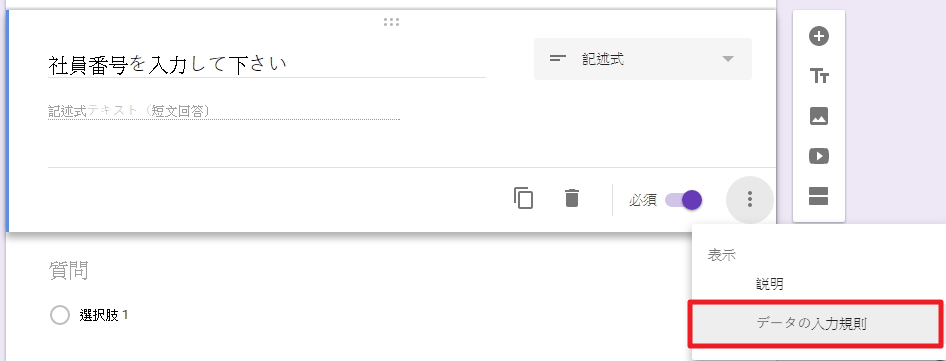 社員番号を入力して下さい
記述式
記述式テキスト（短文回答）
必須
表示
説明
データの入力規則
質問
選択肢 1